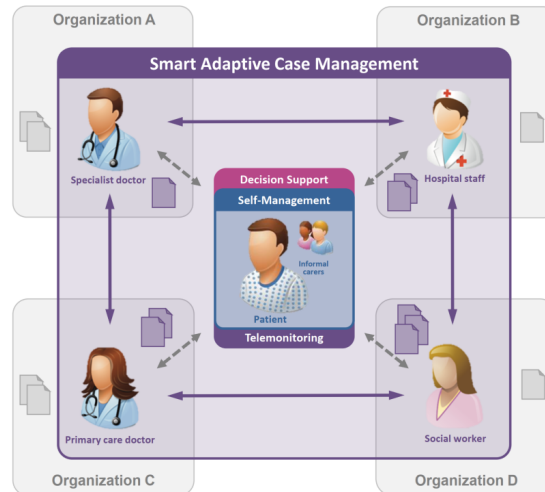 Organization A
Organization B
Smart Adaptive Case Management
Specialist doctor
Hospital staff
Decision Support
Self-Management
Informal
carers
Patient
Telemonitoring
Primary care doctor
Social worker
Organization C
Organization D